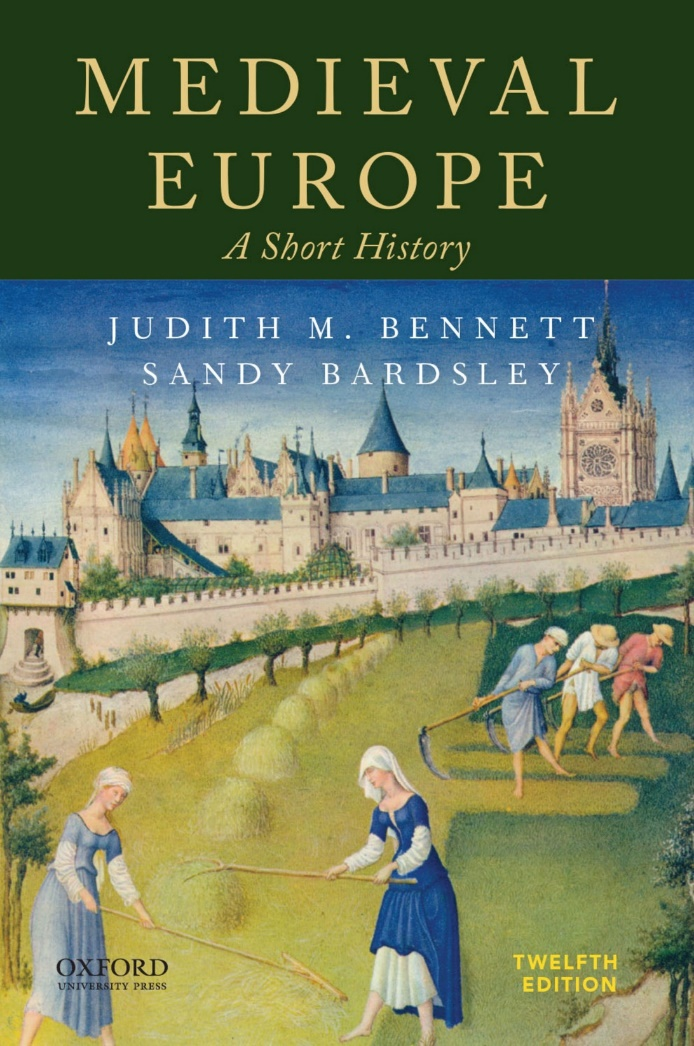 MEDIEVAL
EUROPE
A Short History
JUDITH M. BENNETT
SANDY BARDSLEY
OXFORD
UNIVERSITY PRESS
TWELFTH
EDITION